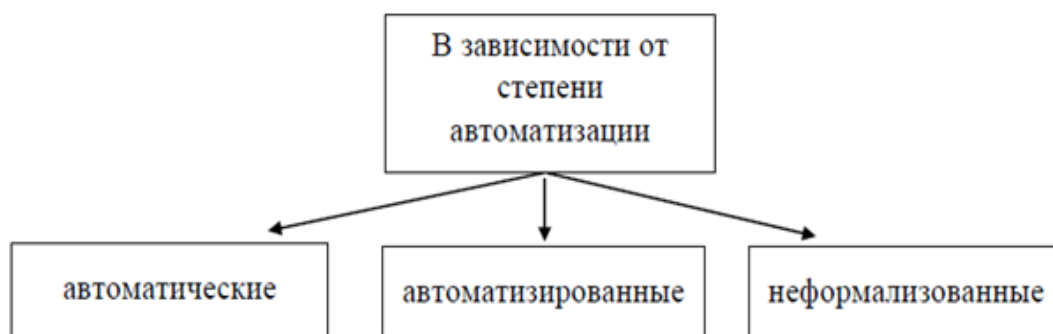 В зависимости от
степени
автоматизации
автоматические
автоматизированные
неформализованные